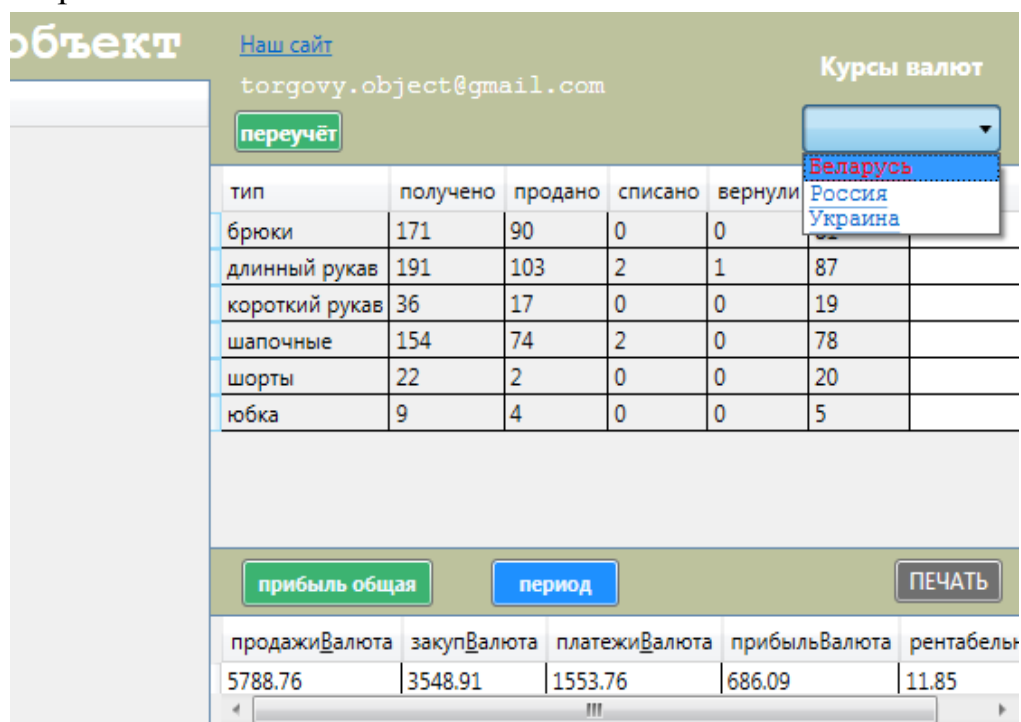 объект
Наш сайт
torgovy.object@gmail.com
Курсы валют
переучёт
Беларусь
Россия
Украина
тип получено продано списано вернули
брюки 171 90 0 0
длинный рукав 191 103 2 1 87
короткий рукав 36 17 0 0 19
шапочные 154 74 2 0 78
шорты 22 2 0 0 20
юбка 9 4 0 0 5
прибыль общая период ПЕЧАТЬ
продажиВалюта закупВалюта платежиВалюта прибыльВалюта рентабельн
5788.76 3548.91 1553.76 686.09 11.85